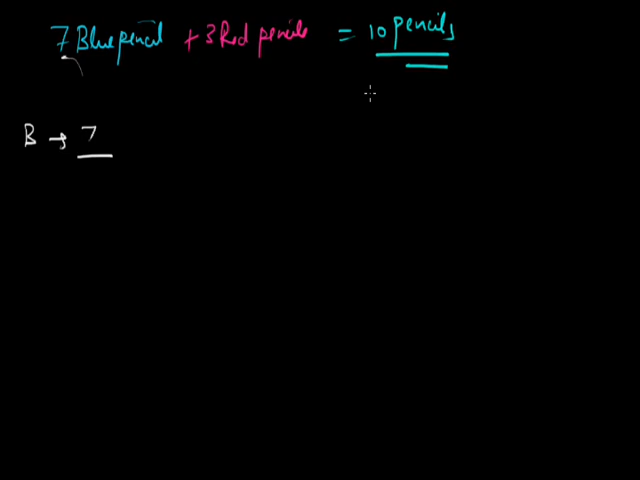 7 Blue pencil + 3 Red pencils = 10 pencils
B → 7